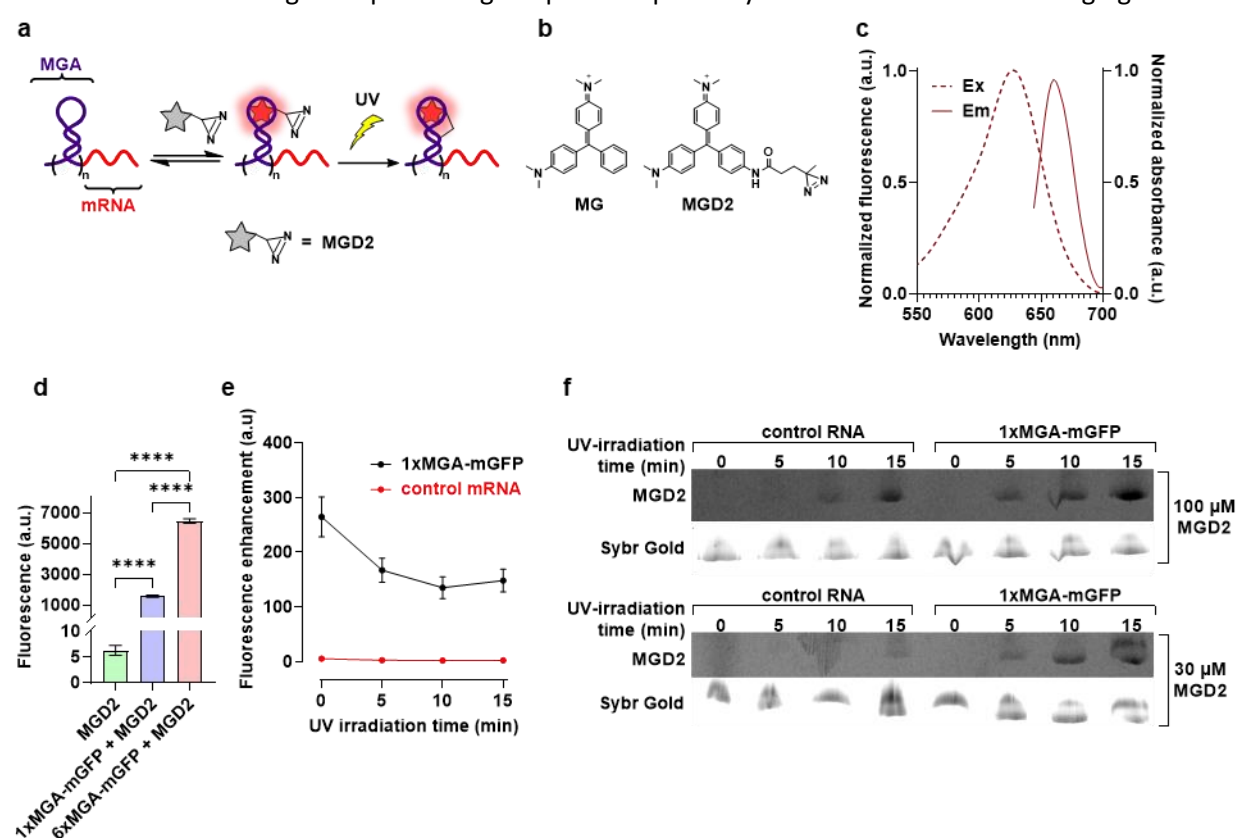 a
MGA
mRNA
n
N
N
UV
n
n
N
N
= MGD2
b
N
+
N
MG
N
+
N
N
H
O
N
N
MGD2
c
Normalized fluorescence (a.u.)
Normalized absorbance (a.u.)
Ex
Em
1.0
0.5
0.0
1.0
0.5
0.0
550 600 650 700
Wavelength (nm)
d
Fluorescence (a.u.)
****
****
****
7000
5000
3000
1000
10
5
0
MGD2
1xMGA-mGFP + MGD2
6xMGA-mGFP + MGD2
e
Fluorescence enhancement (a.u)
400
300
200
100
0
1xMGA-mGFP
control mRNA
0 5 10 15
UV irradiation time (min)
f
control RNA 1xMGA-mGFP
UV-irradiation
time (min) 0 5 10 15 0 5 10 15
MGD2
Sybr Gold
100 µM
MGD2
control RNA 1xMGA-mGFP
UV-irradiation
time (min) 0 5 10 15 0 5 10 15
MGD2
Sybr Gold
30 µM
MGD2